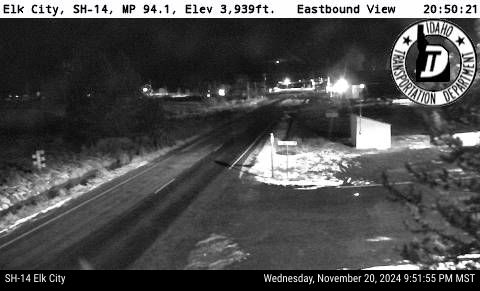 Elk City, SH-14, MP 94.1, Elev 3,939ft.   Eastbound View   20:50:21
IDAHO
TRANSPORTATION DEPARTMENT
SH-14 Elk City
Wednesday, November 20, 2024 9:51:55 PM MST